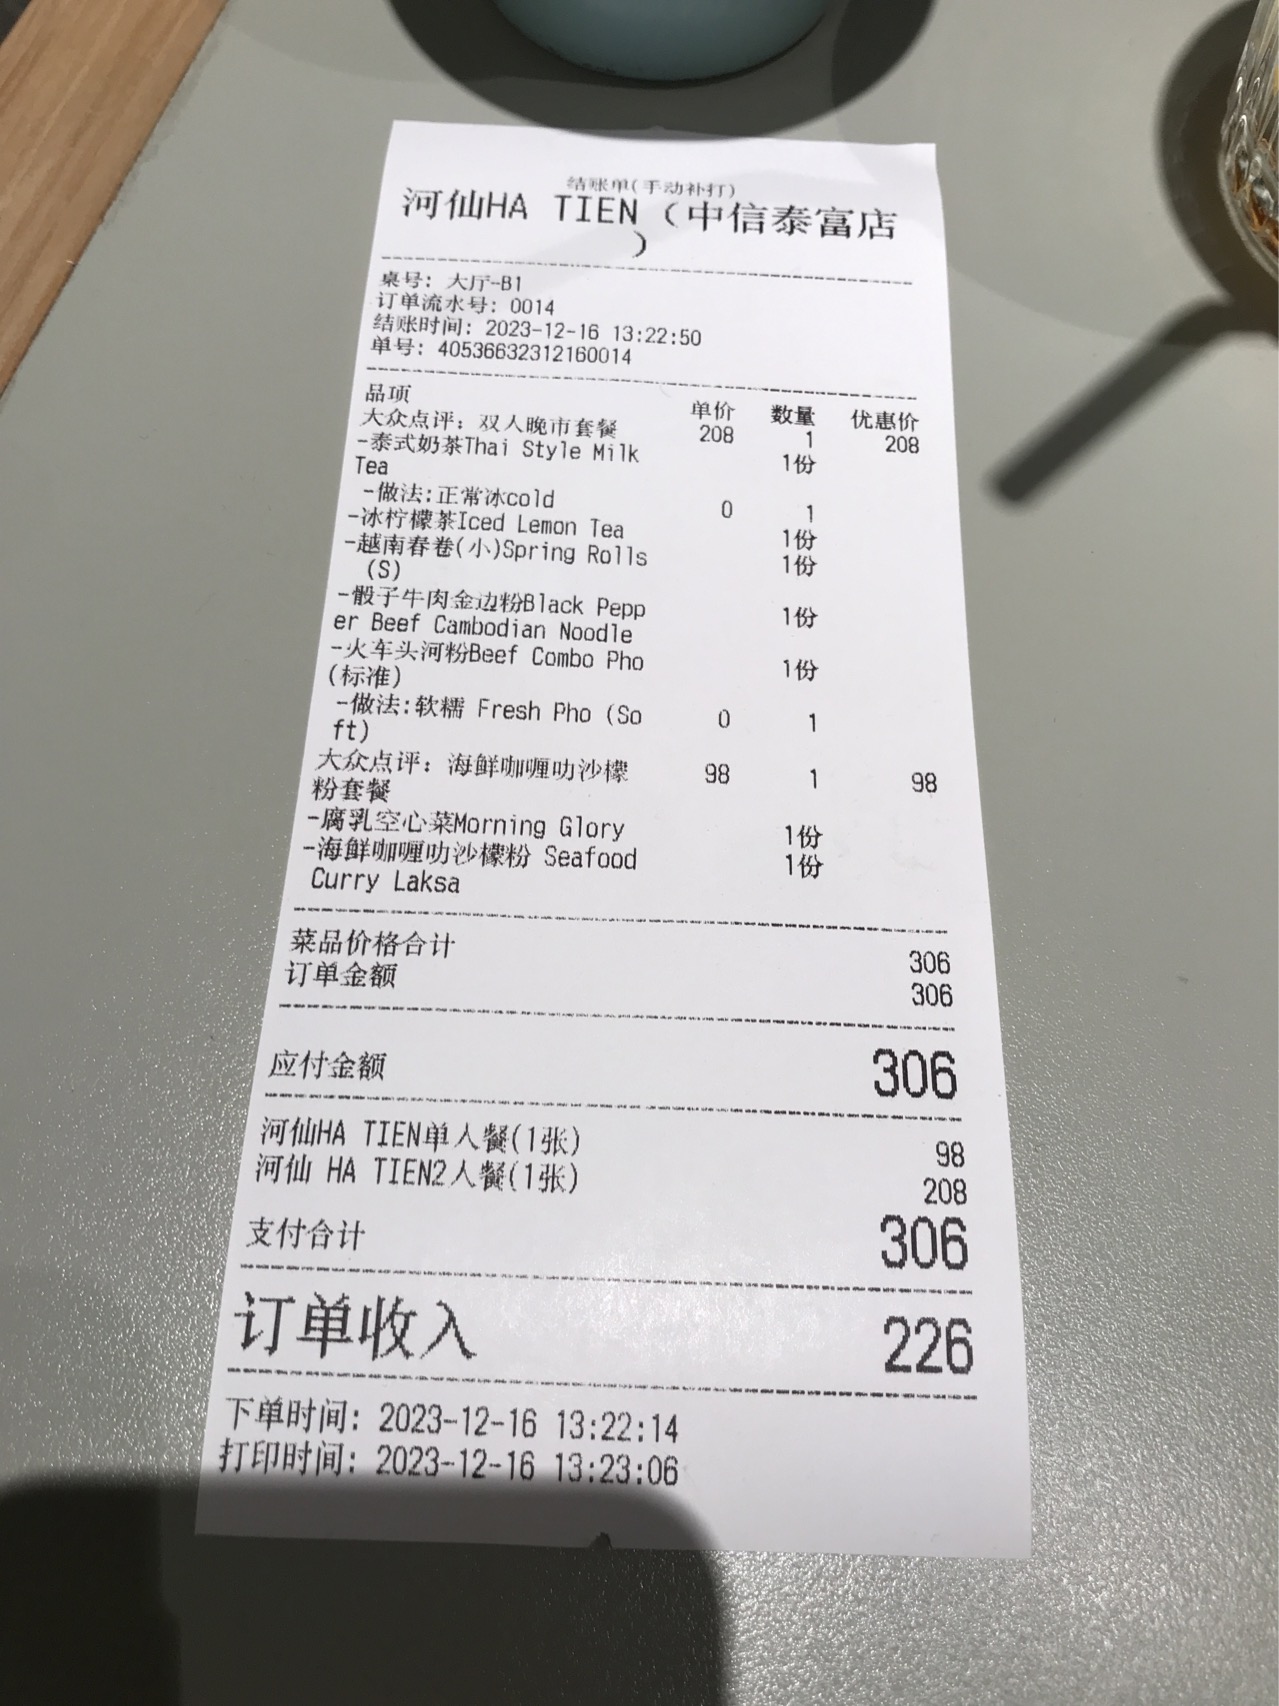 结账单(手动补打)
河仙HA TIEN（中信泰富店
）
桌号: 大厅-B1
订单流水号: 0014
结账时间: 2023-12-16 13:22:50
单号: 40536632312160014
品项 单价 数量 优惠价
大众点评: 双人晚市套餐 208 1 208
-泰式奶茶Thai Style Milk 1份
Tea
-做法:正常冰cold 0 1
-冰柠檬茶Iced Lemon Tea 1份
-越南春卷(小)Spring Rolls 1份
(S)
-骰子牛肉金边粉Black Pepp 1份
er Beef Cambodian Noodle
-火车头河粉Beef Combo Pho 1份
(标准)
-做法:软糯 Fresh Pho (So 0 1
ft)
大众点评: 海鲜咖喱叻沙檬 98 1 98
粉套餐
-腐乳空心菜Morning Glory 1份
-海鲜咖喱叻沙檬粉 Seafood 1份
Curry Laksa
菜品价格合计 306
订单金额 306
应付金额 306
河仙HA TIEN单人餐(1张) 98
河仙 HA TIEN2人餐(1张) 208
支付合计 306
订单收入 226
下单时间: 2023-12-16 13:22:14
打印时间: 2023-12-16 13:23:06